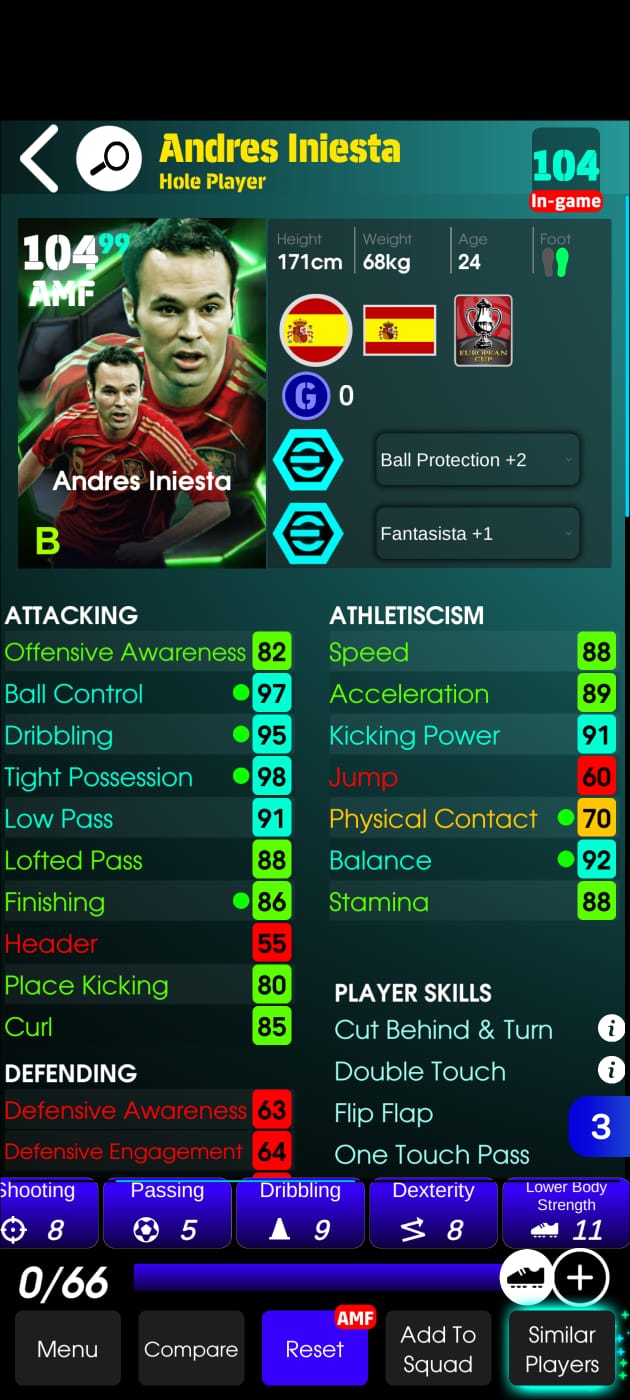 Andres Iniesta
Hole Player
104
In-game
104 99
AMF
Andres Iniesta
B
Height
171cm
Weight
68kg
Age
24
Foot
EUROPEAN
CUP
G 0
Ball Protection +2
Fantasista +1
ATTACKING
Offensive Awareness 82
Ball Control 97
Dribbling 95
Tight Possession 98
Low Pass 91
Lofted Pass 88
Finishing 86
Header 55
Place Kicking 80
Curl 85
DEFENDING
Defensive Awareness 63
Defensive Engagement 64
ATHLETISCISM
Speed 88
Acceleration 89
Kicking Power 91
Jump 60
Physical Contact 70
Balance 92
Stamina 88
PLAYER SKILLS
Cut Behind & Turn i
Double Touch i
Flip Flap
One Touch Pass
3
Shooting
8
Passing
5
Dribbling
9
Dexterity
8
Lower Body
Strength
11
0/66
Menu
Compare
AMF
Reset
Add To
Squad
Similar
Players